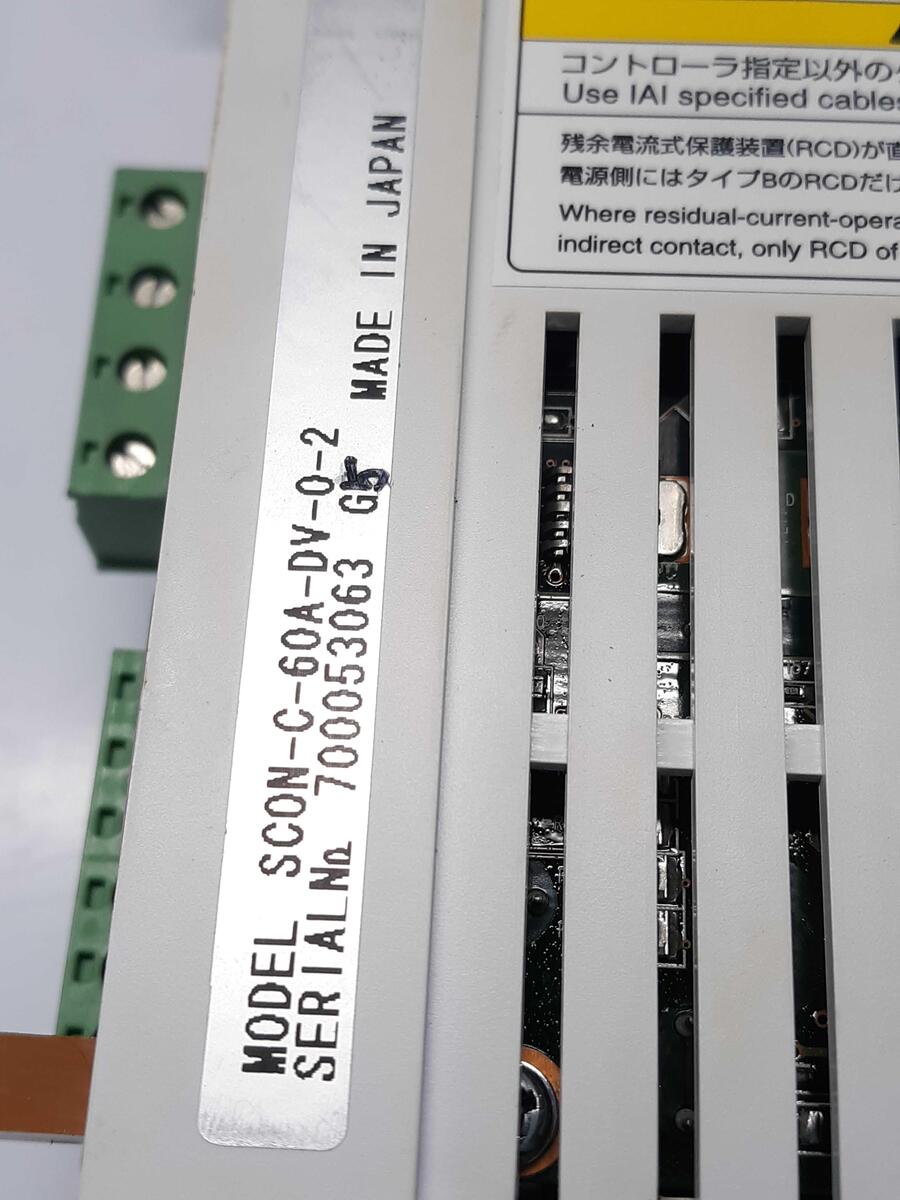 MODEL SCON-C-60A-DV-0-2
SERIAL No 700053063 G5 MADE IN JAPAN
コントローラ指定以外の
Use IAI specified cables
残余電流式保護装置(RCD)が
電源側にはタイプBのRCDだけ
Where residual-current-opera
indirect contact, only RCD of